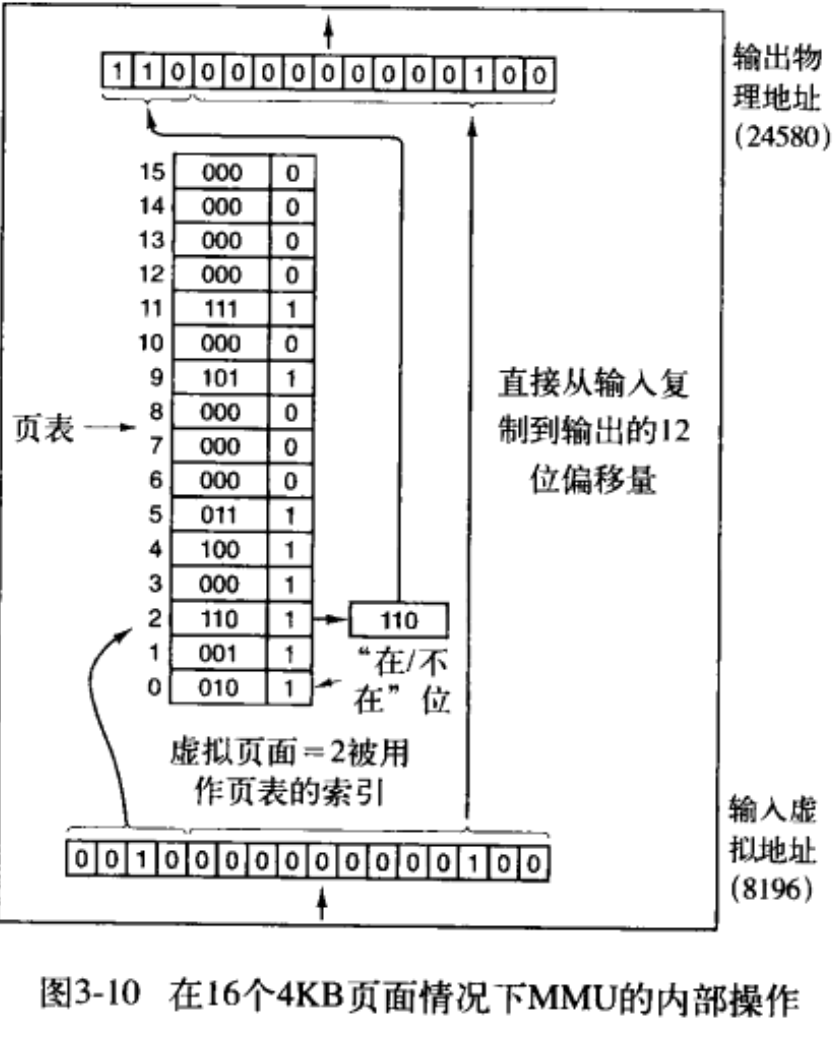 1 1 0 0 0 0 0 0 0 0 0 0 1 0 0
输出物
理地址
(24580)
15 000 0
14 000 0
13 000 0
12 000 0
11 111 1
10 000 0
9 101 1
8 000 0
7 000 0
6 000 0
5 011 1
4 100 1
3 000 1
2 110 1
1 001 1
0 010 1
页表
110
“在/不
在”位
直接从输入复
制到输出的12
位偏移量
虚拟页面=2被用
作页表的索引
0 0 1 0 0 0 0 0 0 0 0 0 0 1 0 0
输入虚
拟地址
(8196)
图3-10 在16个4KB页面情况下MMU的内部操作